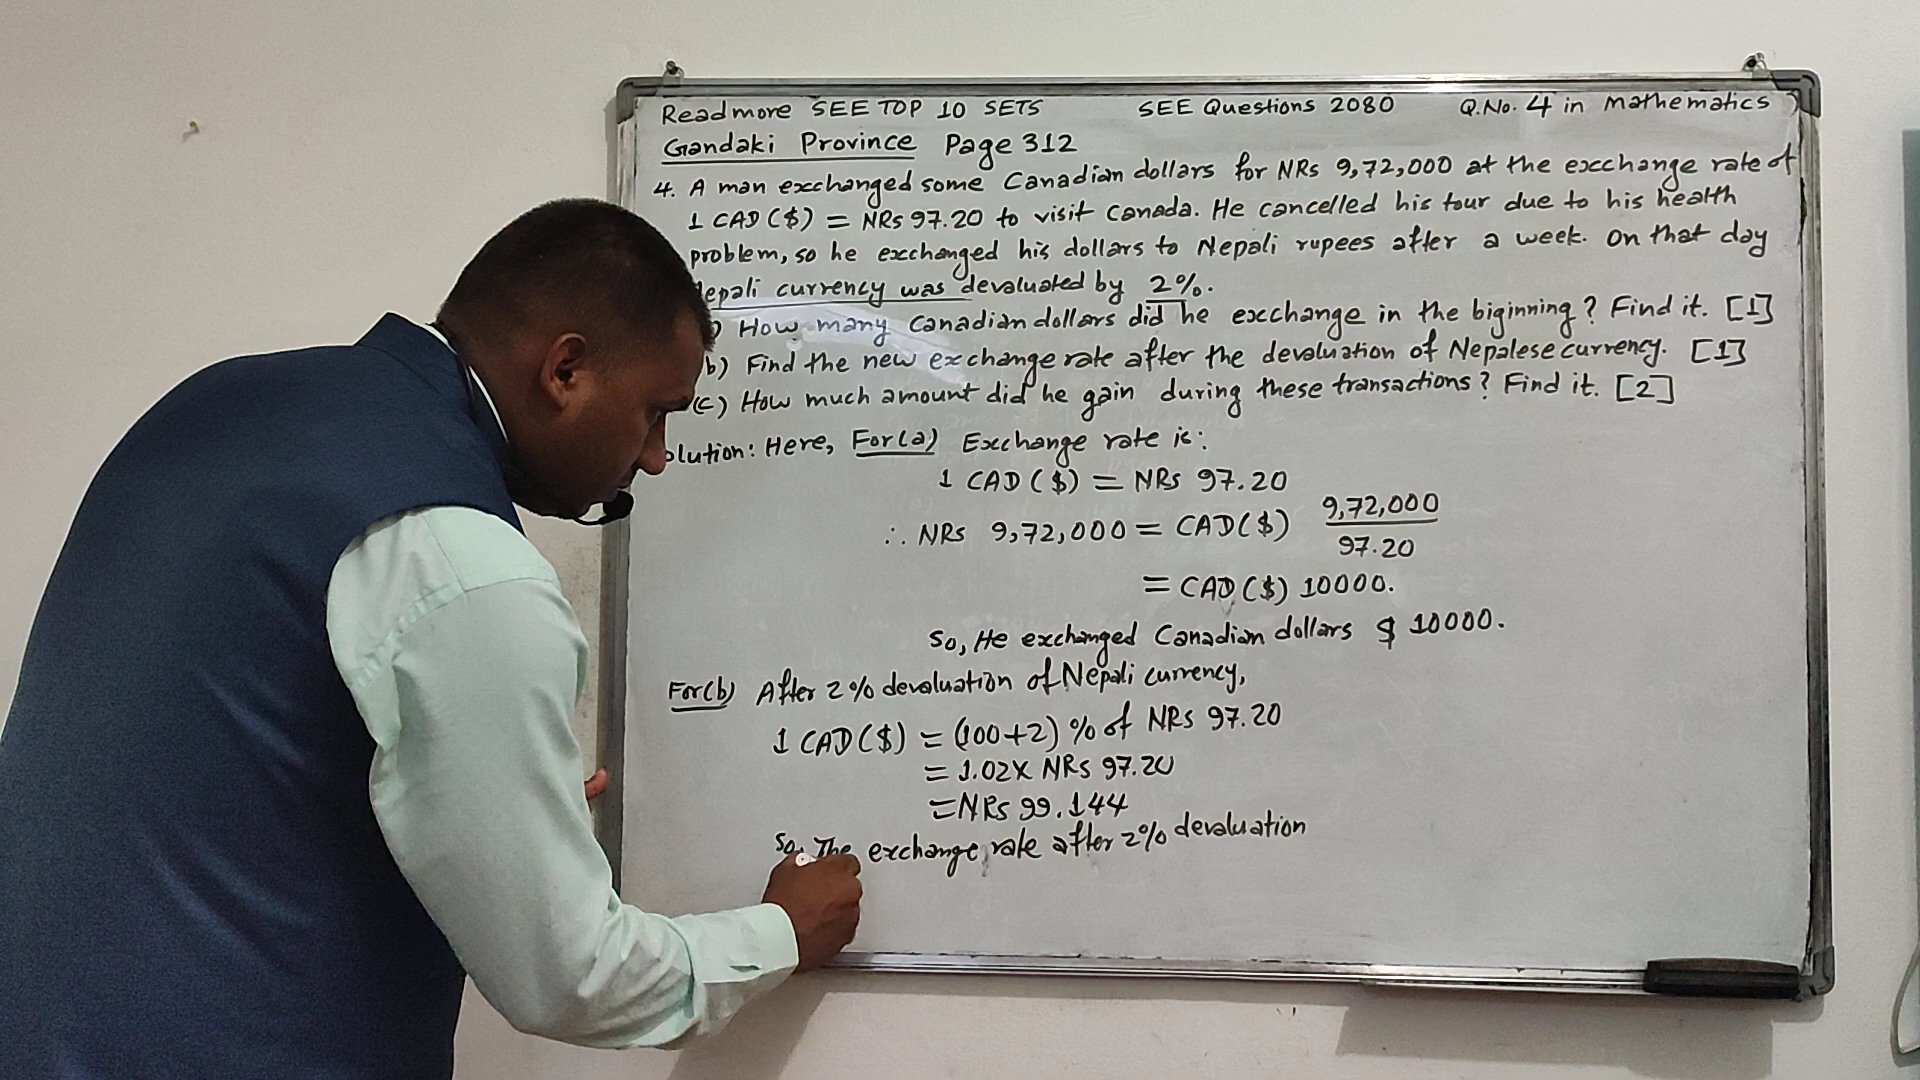 Readmore SEE TOP 10 SETS SEE Questions 2080 Q.No. 4 in Mathematics
Gandaki Province Page 312
4. A man exchanged some Canadian dollars for NRs 9,72,000 at the exchange rate of
1 CAD ($) = NRs 97.20 to visit Canada. He cancelled his tour due to his health
problem, so he exchanged his dollars to Nepali rupees after a week. On that day
epali currency was devaluated by 2%.
) How many Canadian dollars did he exchange in the biginning? Find it. [1]
b) Find the new exchange rate after the devaluation of Nepalese currency. [1]
(c) How much amount did he gain during these transactions? Find it. [2]
olution: Here, For(a) Exchange rate is:
1 CAD ($) = NRs 97.20
∴ NRs 9,72,000 = CAD($) 9,72,000 / 97.20
= CAD ($) 10000.
So, He exchanged Canadian dollars $ 10000.
For(b) After 2% devaluation of Nepali currency,
1 CAD($) = (100+2) % of NRs 97.20
= 1.02 x NRs 97.20
= NRs 99.144
So, The exchange rate after 2% devaluation